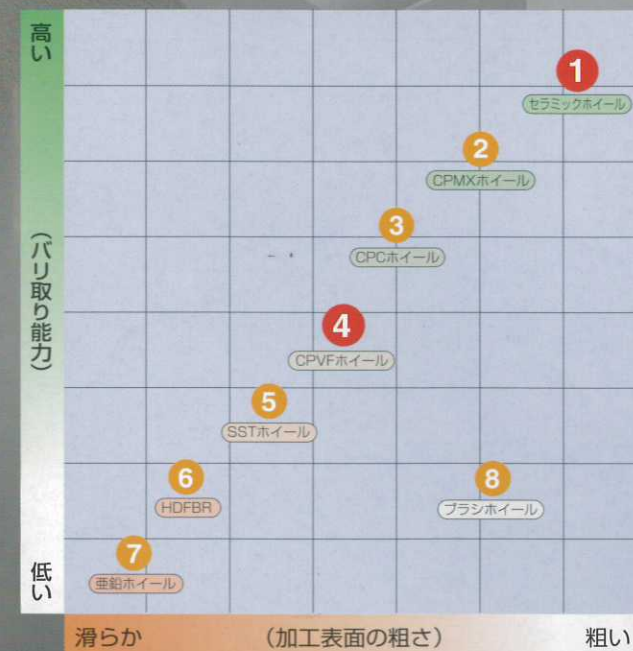 高い
1
セラミックホイール
2
CPMXホイール
3
CPCホイール
(バリ取り能力)
4
CPVFホイール
5
SSTホイール
6
HDFBR
8
ブラシホイール
7
亜鉛ホイール
低い
滑らか (加工表面の粗さ) 粗い